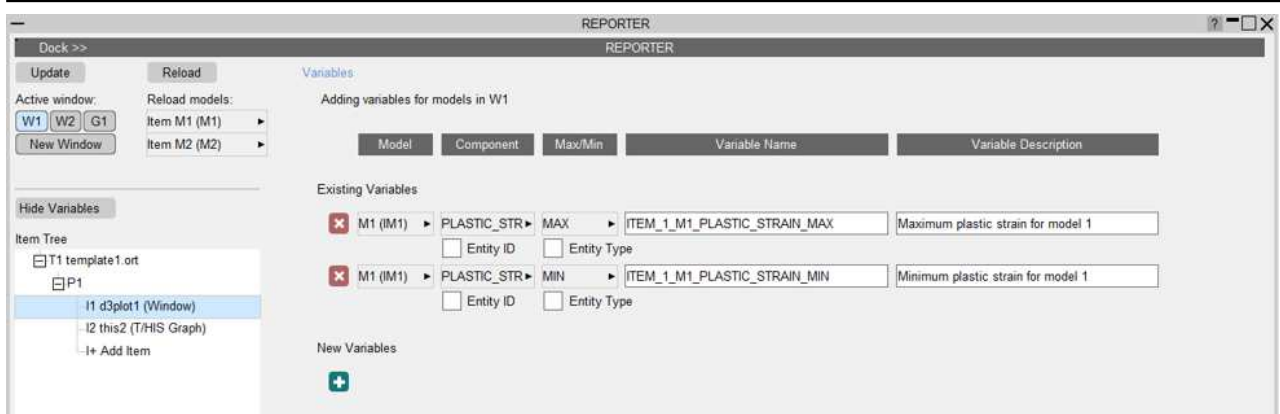 REPORTER
?
Dock >> REPORTER
Update Reload Variables
Active window: Reload models: Adding variables for models in W1
W1 W2 G1 Item M1 (M1)
New Window Item M2 (M2) Model Component Max/Min Variable Name Variable Description
Existing Variables
Hide Variables
M1 (IM1) PLASTIC_STR MAX ITEM_1_M1_PLASTIC_STRAIN_MAX Maximum plastic strain for model 1
Item Tree
Entity ID Entity Type
T1 template1.ort
M1 (IM1) PLASTIC_STR MIN ITEM_1_M1_PLASTIC_STRAIN_MIN Minimum plastic strain for model 1
P1
Entity ID Entity Type
I1 d3plot1 (Window)
I2 this2 (T/HIS Graph)
I+ Add Item
New Variables